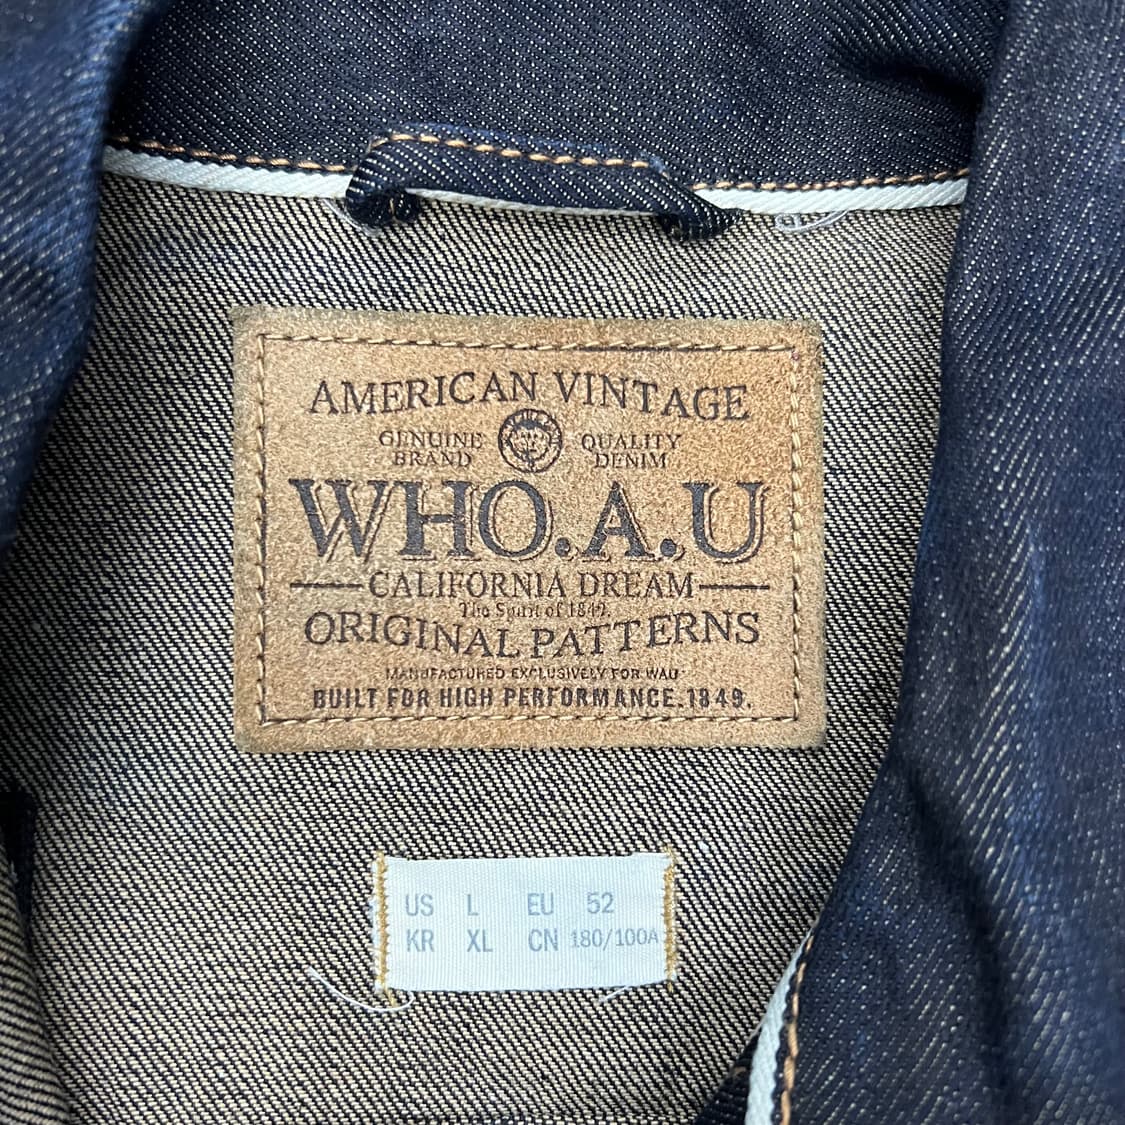 AMERICAN VINTAGE
GENUINE BRAND
QUALITY DENIM
WHO.A.U
CALIFORNIA DREAM
The Spirit of 1849.
ORIGINAL PATTERNS
MANUFACTURED EXCLUSIVELY FOR WAU
BUILT FOR HIGH PERFORMANCE.1849.
US L EU 52
KR XL CN 180/100A